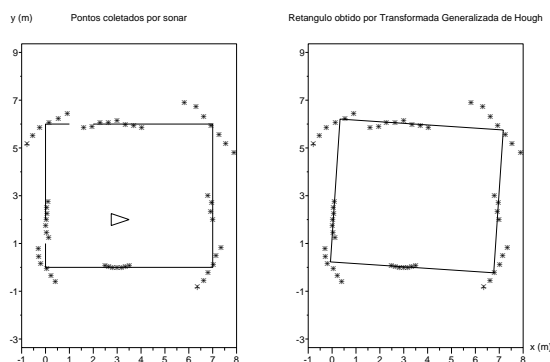 y (m)
Pontos coletados por sonar
Retangulo obtido por Transformada Generalizada de Hough
9
7
5
3
1
-1
-3
-1 0 1 2 3 4 5 6 7 8
9
7
5
3
1
-1
-3
-1 0 1 2 3 4 5 6 7 8
x (m)